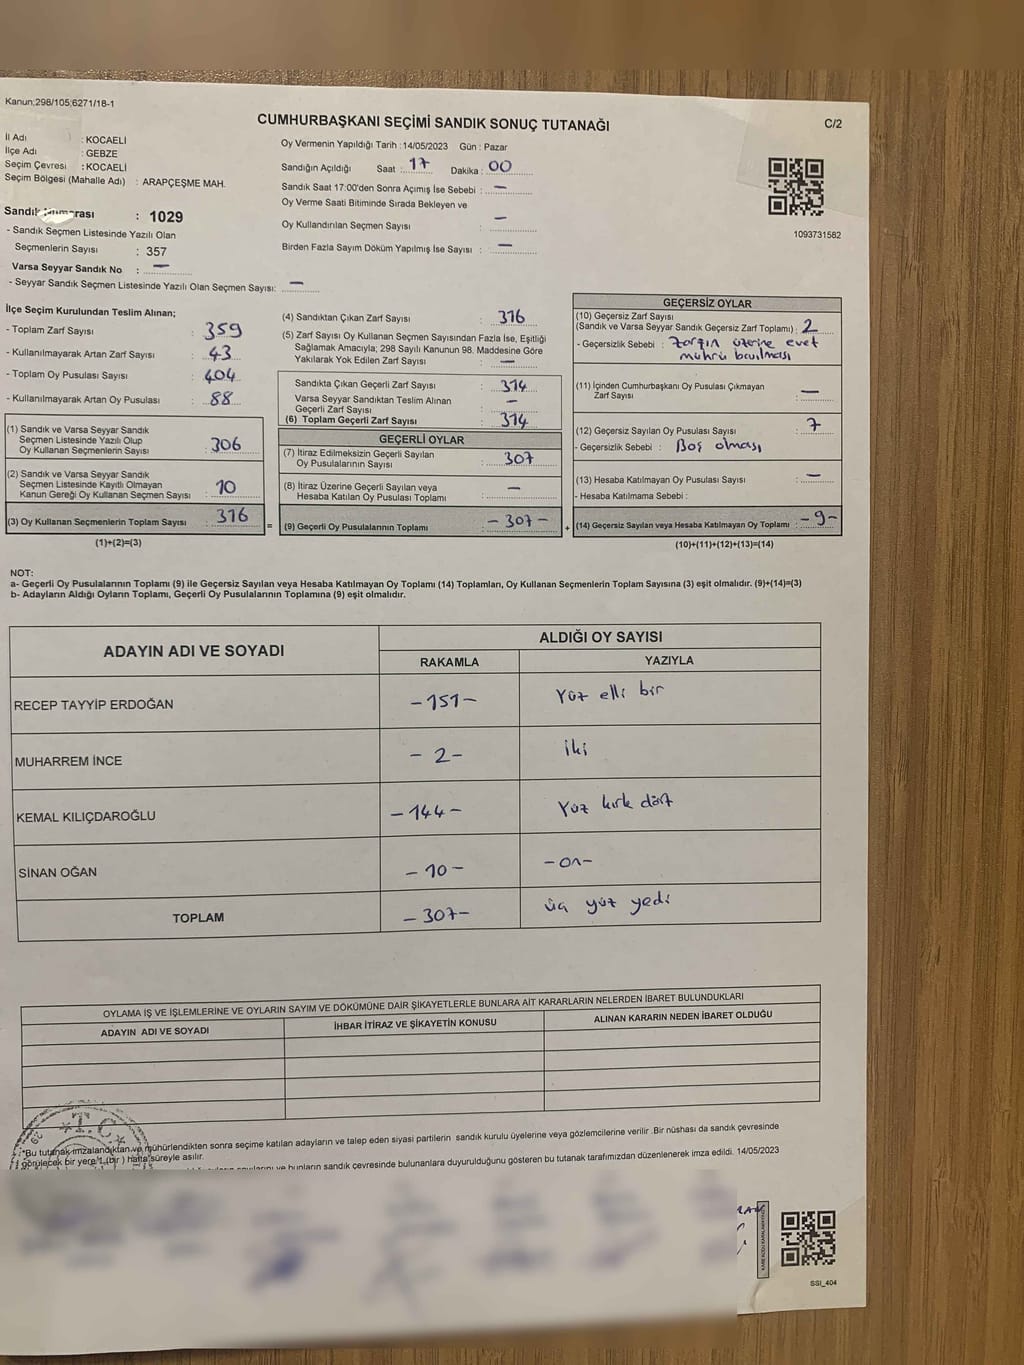 Kanun;298/105;6271/18-1
CUMHURBAŞKANI SEÇİMİ SANDIK SONUÇ TUTANAĞI
C/2
İl Adı : KOCAELİ
İlçe Adı : GEBZE
Seçim Çevresi : KOCAELİ
Seçim Bölgesi (Mahalle Adı) : ARAPÇEŞME MAH.
Oy Vermenin Yapıldığı Tarih : 14/05/2023 Gün : Pazar
Sandığın Açıldığı Saat : 17 Dakika : 00
Sandık Saat 17:00'den Sonra Açımış İse Sebebi : —
Oy Verme Saati Bitiminde Sırada Bekleyen ve
Oy Kullandırılan Seçmen Sayısı : —
Birden Fazla Sayım Döküm Yapılmış İse Sayısı : —
1093731582
Sandık Numarası : 1029
- Sandık Seçmen Listesinde Yazılı Olan
Seçmenlerin Sayısı : 357
Varsa Seyyar Sandık No : —
- Seyyar Sandık Seçmen Listesinde Yazılı Olan Seçmen Sayısı: —
İlçe Seçim Kurulundan Teslim Alınan;
- Toplam Zarf Sayısı : 359
- Kullanılmayarak Artan Zarf Sayısı : 43
- Toplam Oy Pusulası Sayısı : 404
- Kullanılmayarak Artan Oy Pusulası : 88
(1) Sandık ve Varsa Seyyar Sandık
Seçmen Listesinde Yazılı Olup
Oy Kullanan Seçmenlerin Sayısı : 306
(2) Sandık ve Varsa Seyyar Sandık
Seçmen Listesinde Kayıtlı Olmayan
Kanun Gereği Oy Kullanan Seçmen Sayısı : 10
(3) Oy Kullanan Seçmenlerin Toplam Sayısı : 316
(1)+(2)=(3)
(4) Sandıktan Çıkan Zarf Sayısı : 316
(5) Zarf Sayısı Oy Kullanan Seçmen Sayısından Fazla İse, Eşitliği
Sağlamak Amacıyla; 298 Sayılı Kanunun 98. Maddesine Göre
Yakılarak Yok Edilen Zarf Sayısı : —
Sandıkta Çıkan Geçerli Zarf Sayısı : 314
Varsa Seyyar Sandıktan Teslim Alınan
Geçerli Zarf Sayısı : —
(6) Toplam Geçerli Zarf Sayısı : 314
GEÇERLİ OYLAR
(7) İtiraz Edilmeksizin Geçerli Sayılan
Oy Pusulalarının Sayısı : 307
(8) İtiraz Üzerine Geçerli Sayılan veya
Hesaba Katılan Oy Pusulası Toplamı : —
= (9) Geçerli Oy Pusulalarının Toplamı : - 307 -
GEÇERSİZ OYLAR
(10) Geçersiz Zarf Sayısı
(Sandık ve Varsa Seyyar Sandık Geçersiz Zarf Toplamı) : 2
- Geçersizlik Sebebi : zarfın üzerine evet
mührü basılması
(11) İçinden Cumhurbaşkanı Oy Pusulası Çıkmayan
Zarf Sayısı : —
(12) Geçersiz Sayılan Oy Pusulası Sayısı : 7
- Geçersizlik Sebebi : Boş olması
(13) Hesaba Katılmayan Oy Pusulası Sayısı : —
- Hesaba Katılmama Sebebi :
+ (14) Geçersiz Sayılan veya Hesaba Katılmayan Oy Toplamı : - 9 -
(10)+(11)+(12)+(13)=(14)
NOT:
a- Geçerli Oy Pusulalarının Toplamı (9) ile Geçersiz Sayılan veya Hesaba Katılmayan Oy Toplamı (14) Toplamları, Oy Kullanan Seçmenlerin Toplam Sayısına (3) eşit olmalıdır. (9)+(14)=(3)
b- Adayların Aldığı Oyların Toplamı, Geçerli Oy Pusulalarının Toplamına (9) eşit olmalıdır.
ADAYIN ADI VE SOYADI
ALDIĞI OY SAYISI
RAKAMLA YAZIYLA
RECEP TAYYİP ERDOĞAN -151- Yüz elli bir
MUHARREM İNCE - 2 - iki
KEMAL KILIÇDAROĞLU -144- Yüz kırk dört
SİNAN OĞAN - 10 - -on-
TOPLAM - 307 - üç yüz yedi
OYLAMA İŞ VE İŞLEMLERİNE VE OYLARIN SAYIM VE DÖKÜMÜNE DAİR ŞİKAYETLERLE BUNLARA AİT KARARLARIN NELERDEN İBARET BULUNDUKLARI
ADAYIN ADI VE SOYADI İHBAR İTİRAZ VE ŞİKAYETİN KONUSU ALINAN KARARIN NEDEN İBARET OLDUĞU
T.C.
*Bu tutanak imzalandıktan ve mühürlendikten sonra seçime katılan adayların ve talep eden siyasi partilerin sandık kurulu üyelerine veya gözlemcilerine verilir .Bir nüshası da sandık çevresinde
görülecek bir yere 1 (bir ) hafta süreyle asılır.
ve bunların sandık çevresinde bulunanlara duyurulduğunu gösteren bu tutanak tarafımızdan düzenlenerek imza edildi. 14/05/2023
SSI_404